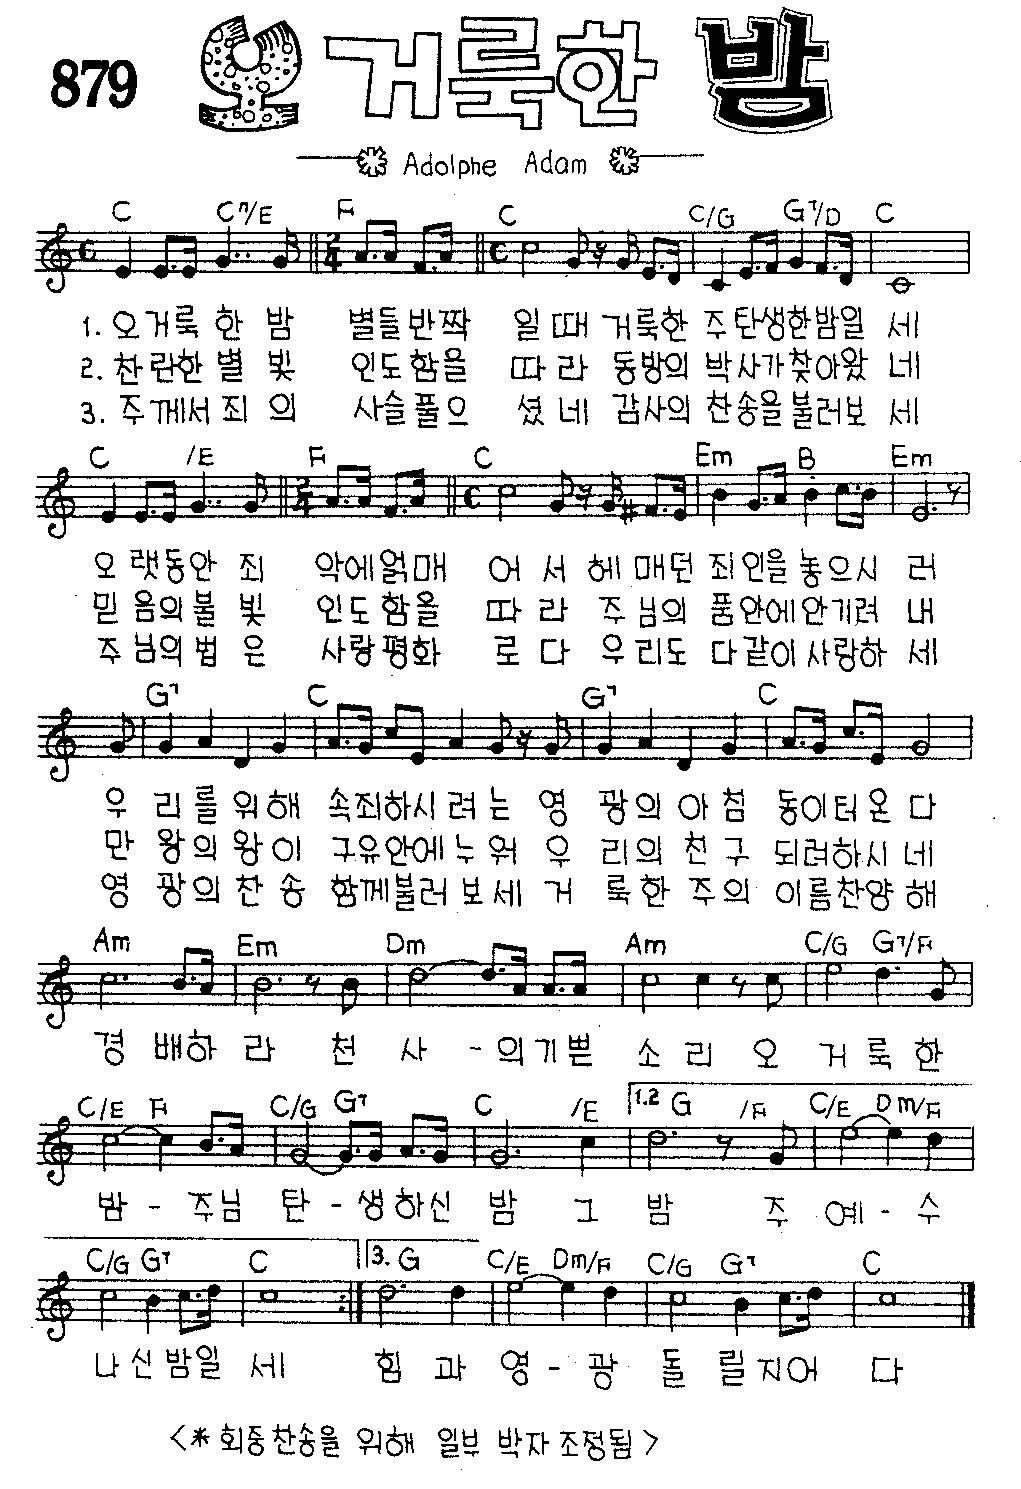 879 오 거룩한 밤
Adolphe Adam
C C7/E F C C/G G7/D C
1. 오 거룩 한 밤 별들반짝 일 때 거룩한 주탄생한밤일 세
2. 찬 란한 별 빛 인도함을 따 라 동방의 박사가찾아왔 네
3. 주께서 죄 의 사슬풀으 셨 네 감사의 찬송을불러보 세
C /E F C Em B Em
오 랫동안 죄 악에얽매 어 서 헤 매던 죄인을놓으시 러
믿 음의불 빛 인도함을 따 라 주님의 품안에안기려 내
주님의법 은 사랑평화 로 다 우리도 다같이사랑하 세
G7 C G7 C
우 리를 위해 속죄하시려는 영 광의 아 침 동이터온 다
만 왕의 왕이 구유안에누워 우 리의 친 구 되려하시 네
영 광의 찬 송 함께불러보세 거 룩한 주의 이름찬양 해
Am Em Dm Am C/G G7/F
경 배하 라 천 사 - 의기쁜 소 리 오 거 룩 한
C/E F C/G G7 C /E 1.2 G /F C/E Dm/F
밤 - 주님 탄 - 생하신 밤 그 밤 주 예 - 수
C/G G7 C 3. G C/E Dm/F C/G G7 C
나신밤일 세 힘 과 영 - 광 돌 릴지어 다
<※회중찬송을 위해 일부 박자조정됨>